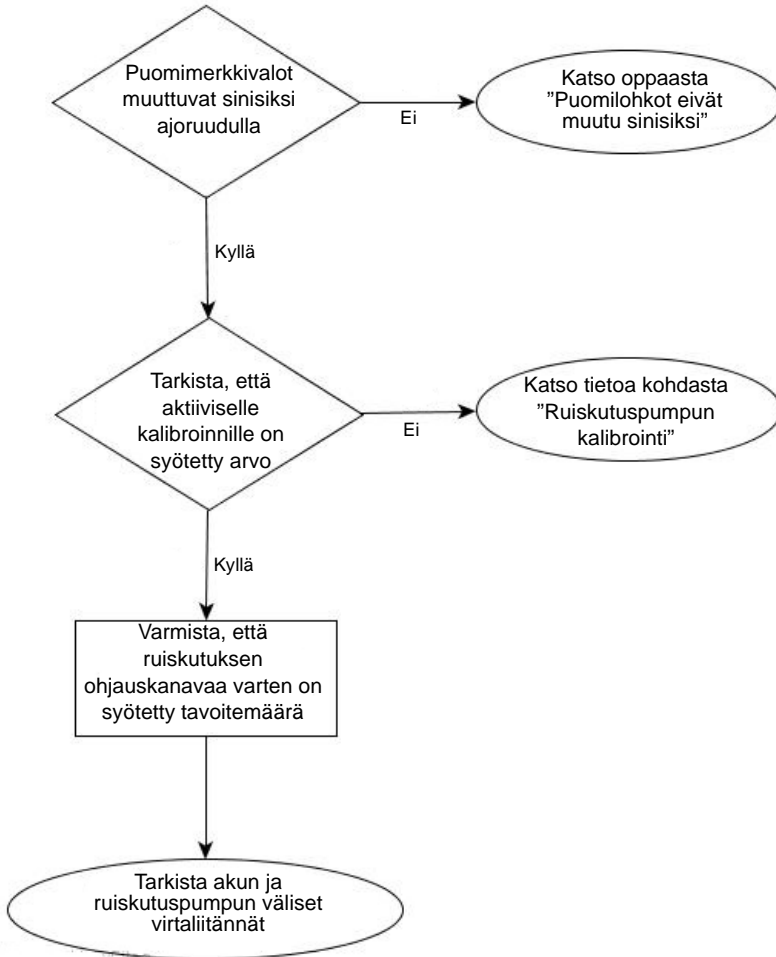 Puomimerkkivalot
muuttuvat sinisiksi
ajoruudulla
Ei
Katso oppaasta
”Puomilohkot eivät
muutu sinisiksi”
Kyllä
Tarkista, että
aktiiviselle
kalibroinnille on
syötetty arvo
Ei
Katso tietoa kohdasta
”Ruiskutuspumpun
kalibrointi”
Kyllä
Varmista, että
ruiskutuksen
ohjauskanavaa varten on
syötetty tavoitemäärä
Tarkista akun ja
ruiskutuspumpun väliset
virtaliitännät